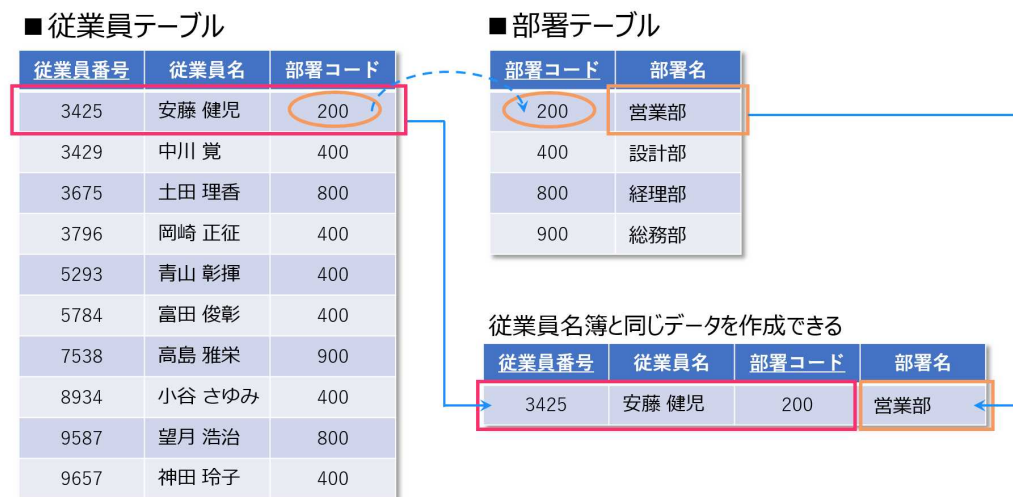 ■従業員テーブル
従業員番号 従業員名 部署コード
3425 安藤 健児 200
3429 中川 覚 400
3675 土田 理香 800
3796 岡崎 正征 400
5293 青山 彰揮 400
5784 富田 俊彰 400
7538 高島 雅栄 900
8934 小谷 さゆみ 400
9587 望月 浩治 800
9657 神田 玲子 400
■部署テーブル
部署コード 部署名
200 営業部
400 設計部
800 経理部
900 総務部
従業員名簿と同じデータを作成できる
従業員番号 従業員名 部署コード 部署名
3425 安藤 健児 200 営業部